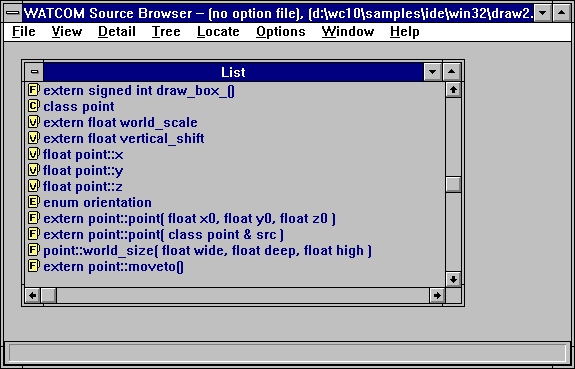 WATCOM Source Browser – (no option file), (d:\wc10\samples\ide\win32\draw2.
File View Detail Tree Locate Options Window Help
List
F extern signed int draw_box_()
C class point
V extern float world_scale
V extern float vertical_shift
V float point::x
V float point::y
V float point::z
E enum orientation
F extern point::point( float x0, float y0, float z0 )
F extern point::point( class point & src )
F point::world_size( float wide, float deep, float high )
F extern point::moveto()